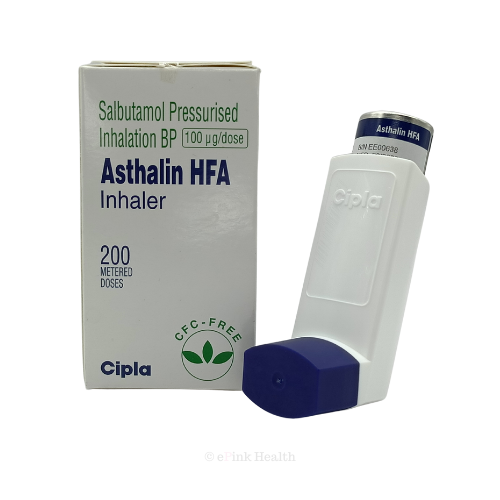 Salbutamol Pressurised
Inhalation BP 100 µg/dose
Asthalin HFA
Inhaler
200
METERED
DOSES
CFC-FREE
Cipla
Asthalin HFA
Cipla
© ePink Health